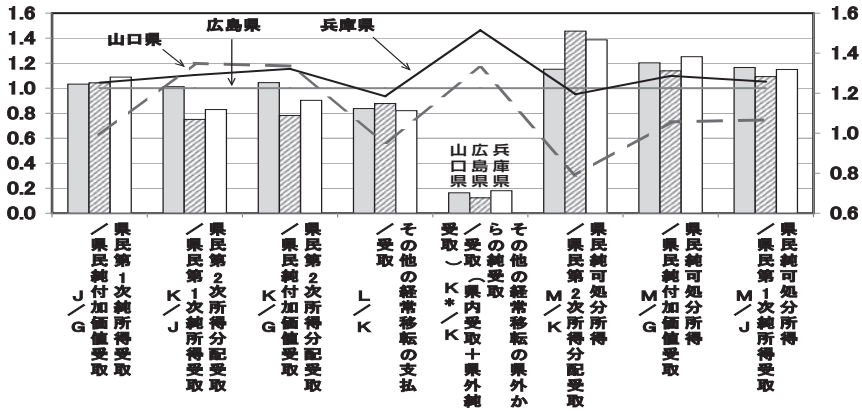 1.6
1.4
1.2
1.0
0.8
0.6
0.4
0.2
0.0
1.6
1.4
1.2
1.0
0.8
0.6
山口県
広島県
兵庫県
山口県
広島県
兵庫県
県民第1次純所得受取
/県民純付加価値受取
J/G
県民第2次所得分配受取
/県民第1次純所得受取
K/J
県民第2次所得分配受取
/県民純付加価値受取
K/G
その他の経常移転の支払
/受取
L/K
その他の経常移転の県外か
らの純受取
/受取(県内受取+県外純
受取) K*/K
県民純可処分所得
/県民第2次所得分配受取
M/K
県民純可処分所得
/県民純付加価値受取
M/G
県民純可処分所得
/県民第1次純所得受取
M/J